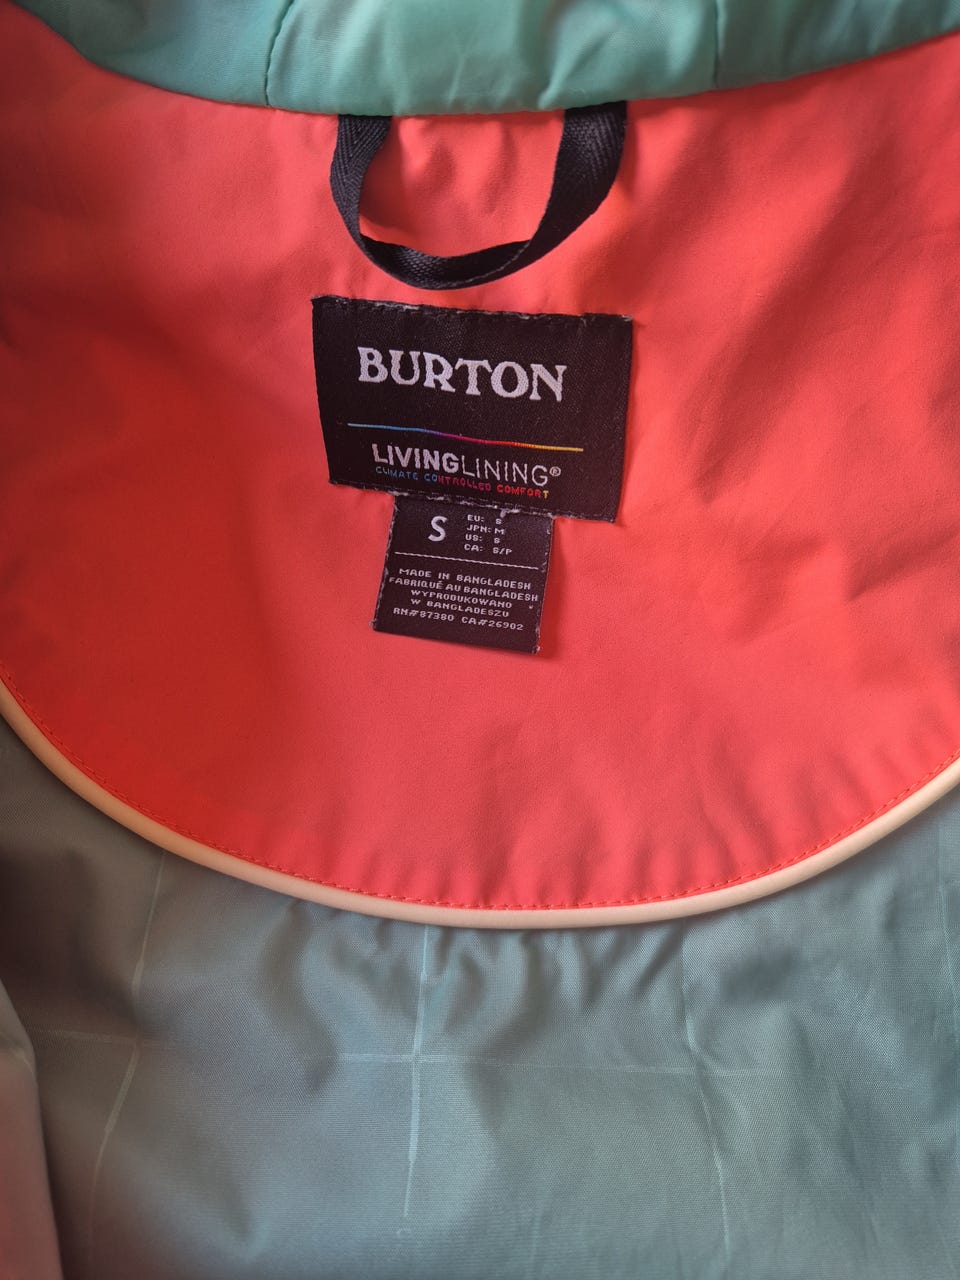 BURTON
LIVINGLINING®
CLIMATE CONTROLLED COMFORT
S
EU: S
JPN: M
US: S
CA: S/P
MADE IN BANGLADESH
FABRIQUÉ AU BANGLADESH
WYPRODUKOWANO
W BANGLADESZU
RN#87380 CA#26902